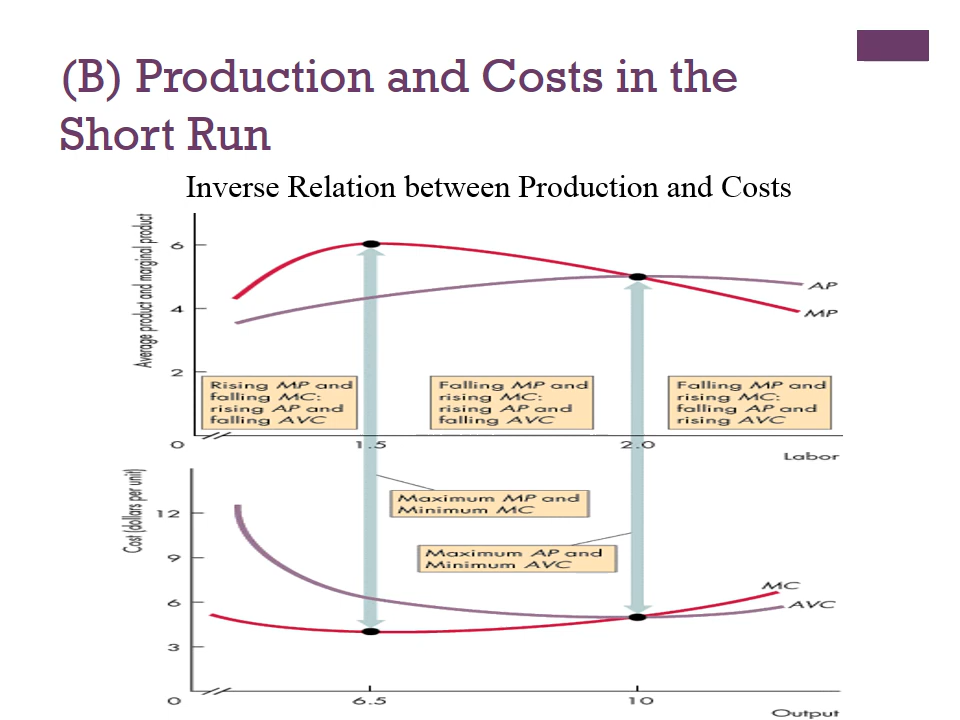 (B) Production and Costs in the
Short Run
Inverse Relation between Production and Costs
Average product and marginal product
6
4
2
0
AP
MP
Rising MP and
falling MC:
rising AP and
falling AVC
Falling MP and
rising MC:
rising AP and
falling AVC
Falling MP and
rising MC:
falling AP and
rising AVC
1.5
2.0
Labor
Cost (dollars per unit)
12
9
6
3
0
Maximum MP and
Minimum MC
Maximum AP and
Minimum AVC
MC
AVC
6.5
10
Output